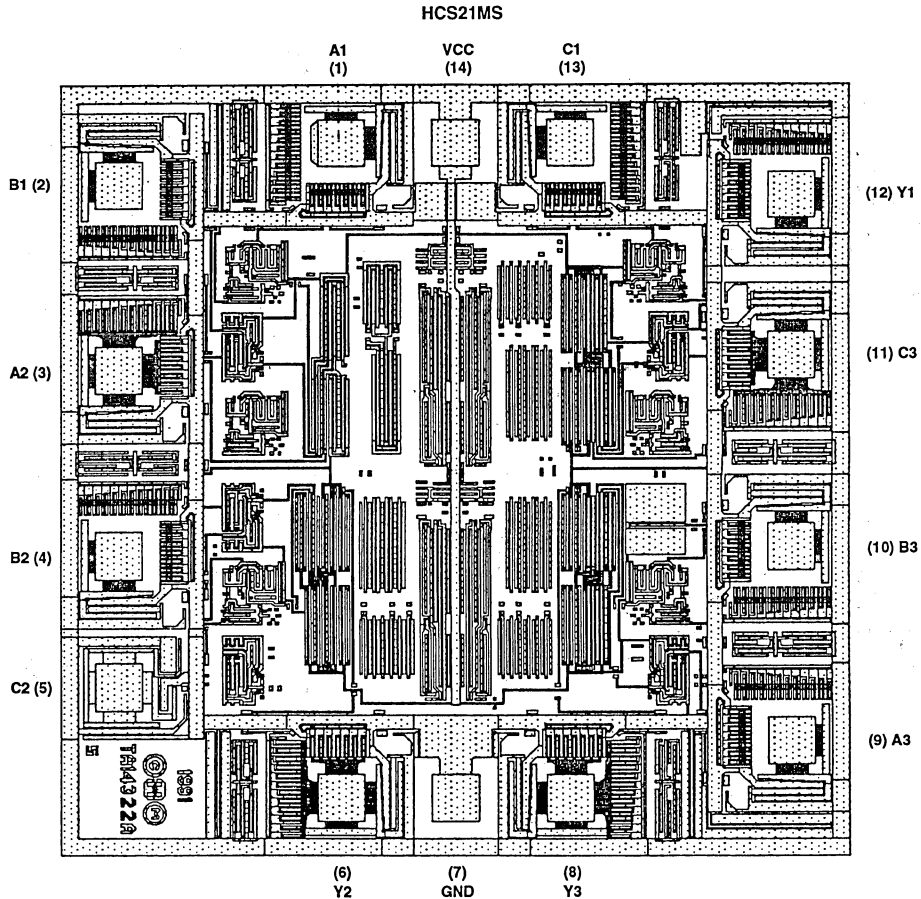 HCS21MS
A1
(1)
VCC
(14)
C1
(13)
B1 (2)
A2 (3)
B2 (4)
C2 (5)
(12) Y1
(11) C3
(10) B3
(9) A3
1991
TA14322A
(6)
Y2
(7)
GND
(8)
Y3